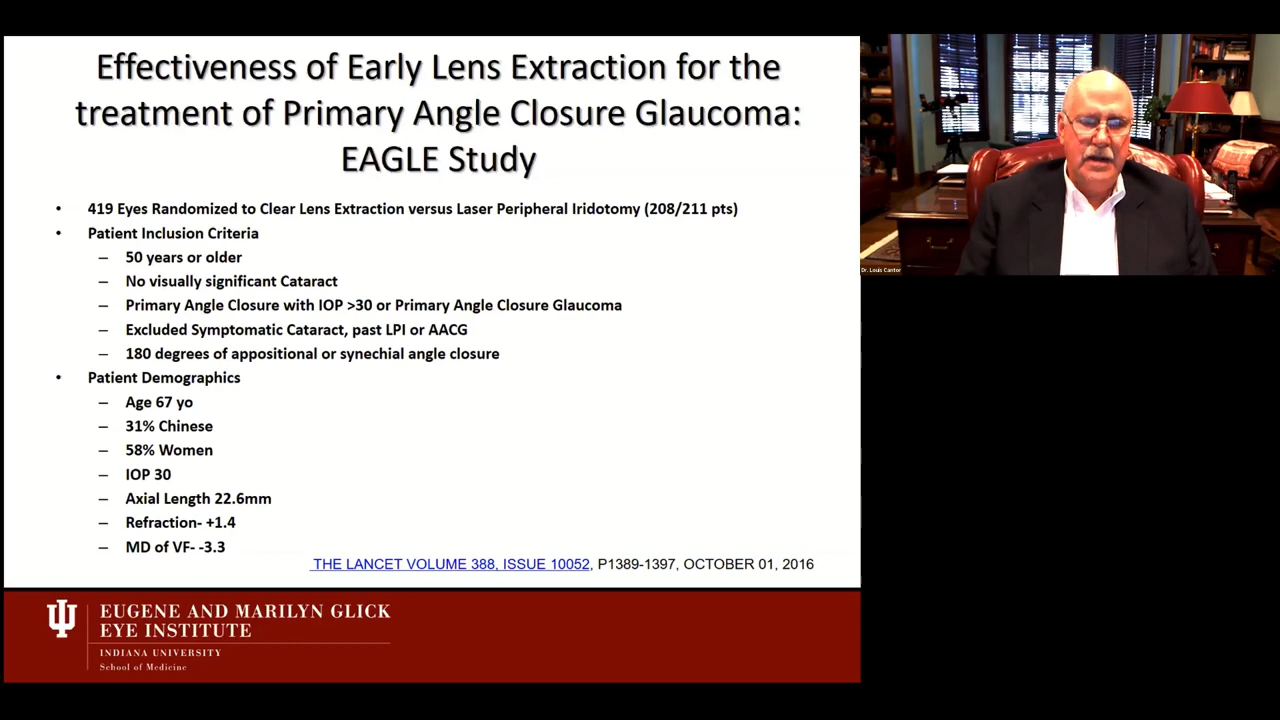 Effectiveness of Early Lens Extraction for the
treatment of Primary Angle Closure Glaucoma:
EAGLE Study
• 419 Eyes Randomized to Clear Lens Extraction versus Laser Peripheral Iridotomy (208/211 pts)
• Patient Inclusion Criteria
– 50 years or older
– No visually significant Cataract
– Primary Angle Closure with IOP >30 or Primary Angle Closure Glaucoma
– Excluded Symptomatic Cataract, past LPI or AACG
– 180 degrees of appositional or synechial angle closure
• Patient Demographics
– Age 67 yo
– 31% Chinese
– 58% Women
– IOP 30
– Axial Length 22.6mm
– Refraction- +1.4
– MD of VF- -3.3
THE LANCET VOLUME 388, ISSUE 10052, P1389-1397, OCTOBER 01, 2016
EUGENE AND MARILYN GLICK
EYE INSTITUTE
INDIANA UNIVERSITY
School of Medicine
Dr. Louis Cantor